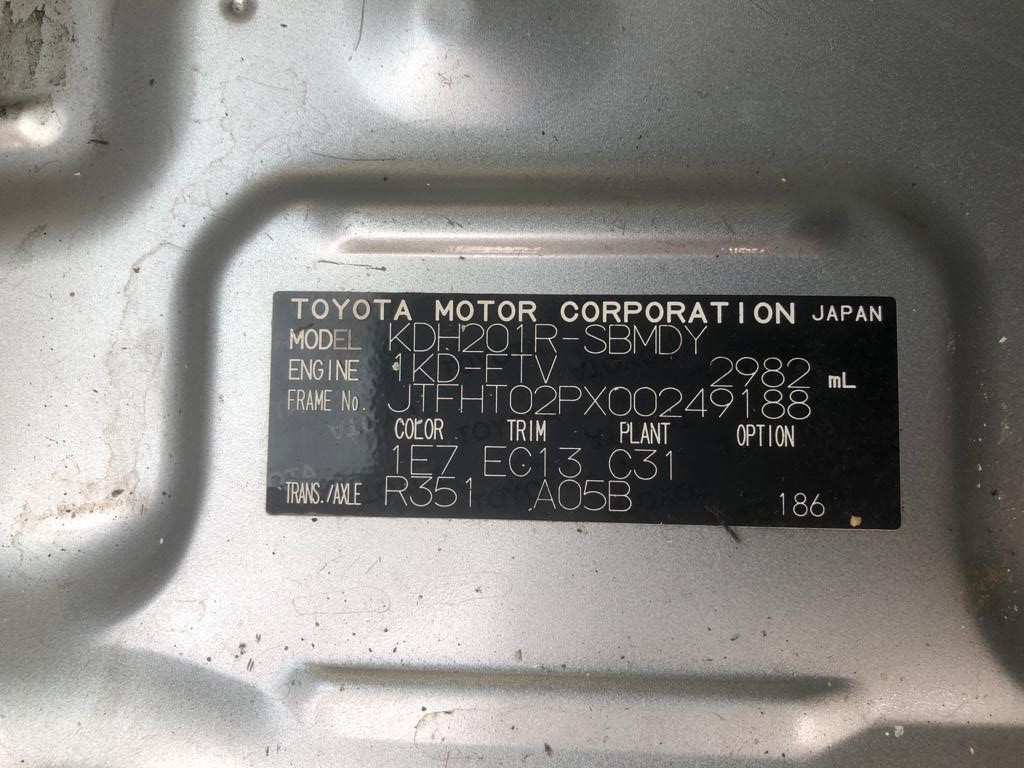 TOYOTA MOTOR CORPORATION JAPAN
MODEL KDH201R-SBMDY
ENGINE 1KD-FTV 2982 mL
FRAME No. JTFHT02PX00249188
COLOR TRIM PLANT OPTION
1E7 EC13 C31
TRANS./AXLE R351 A05B 186